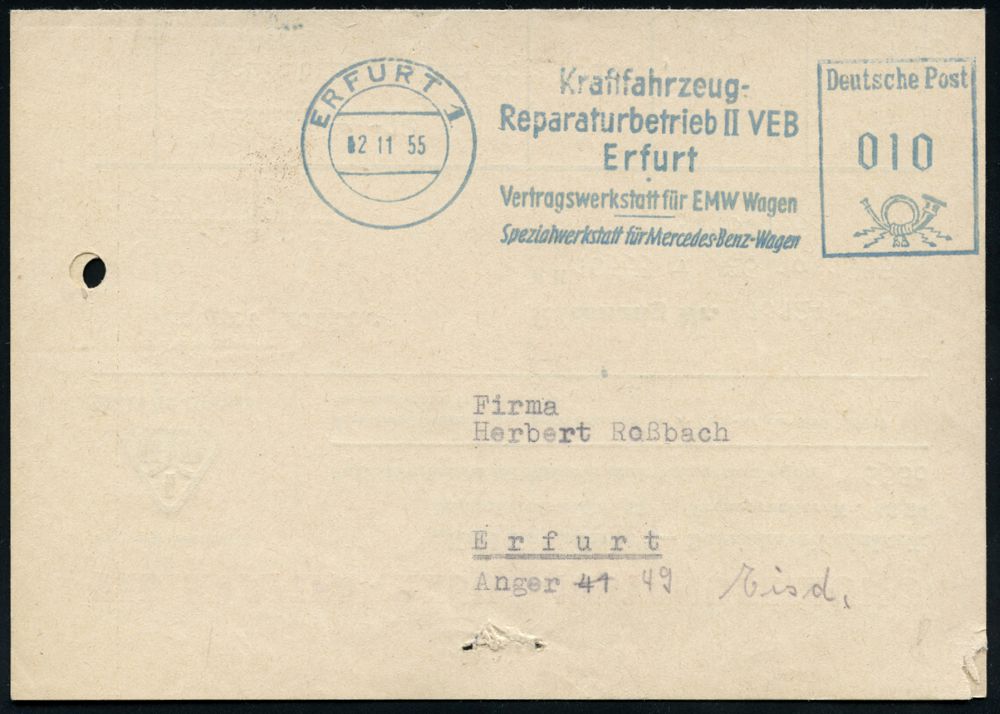 ERFURT 1
12 11 55
Kraftfahrzeug-
Reparaturbetrieb II VEB
Erfurt
Vertragswerkstatt für EMW Wagen
Spezialwerkstatt für Mercedes-Benz-Wagen
Deutsche Post
010
Firma
Herbert Roßbach
Erfurt
Anger 41 49